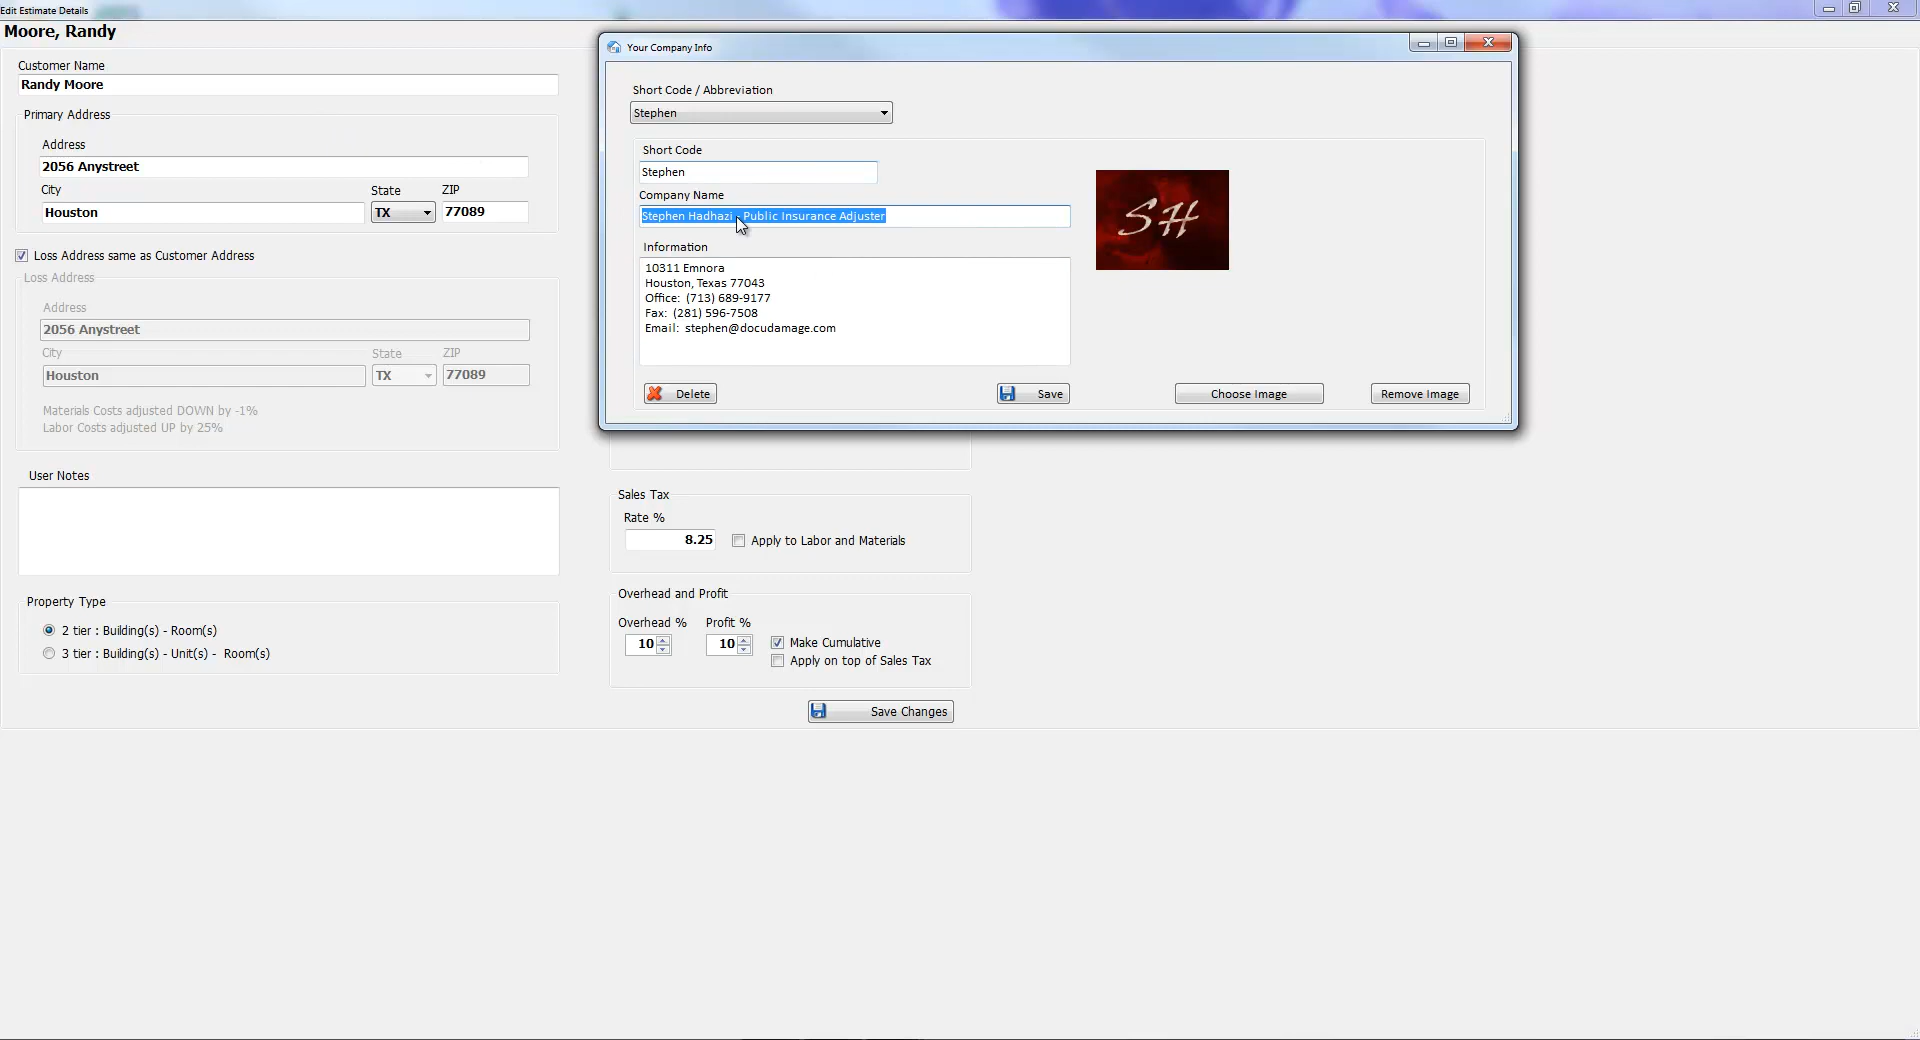 Edit Estimate Details
Moore, Randy
Customer Name
Randy Moore
Primary Address
Address
2056 Anystreet
City
State
ZIP
Houston
TX
77089
Loss Address same as Customer Address
Loss Address
Address
2056 Anystreet
City
State
ZIP
Houston
TX
77089
Materials Costs adjusted DOWN by -1%
Labor Costs adjusted UP by 25%
User Notes
Property Type
2 tier : Building(s) - Room(s)
3 tier : Building(s) - Unit(s) - Room(s)
Your Company Info
Short Code / Abbreviation
Stephen
Short Code
Stephen
Company Name
Stephen Hadhazi - Public Insurance Adjuster
Information
10311 Emnora
Houston, Texas 77043
Office: (713) 689-9177
Fax: (281) 596-7508
Email: stephen@docudamage.com
SH
Delete
Save
Choose Image
Remove Image
Sales Tax
Rate %
8.25
Apply to Labor and Materials
Overhead and Profit
Overhead %
Profit %
10
10
Make Cumulative
Apply on top of Sales Tax
Save Changes